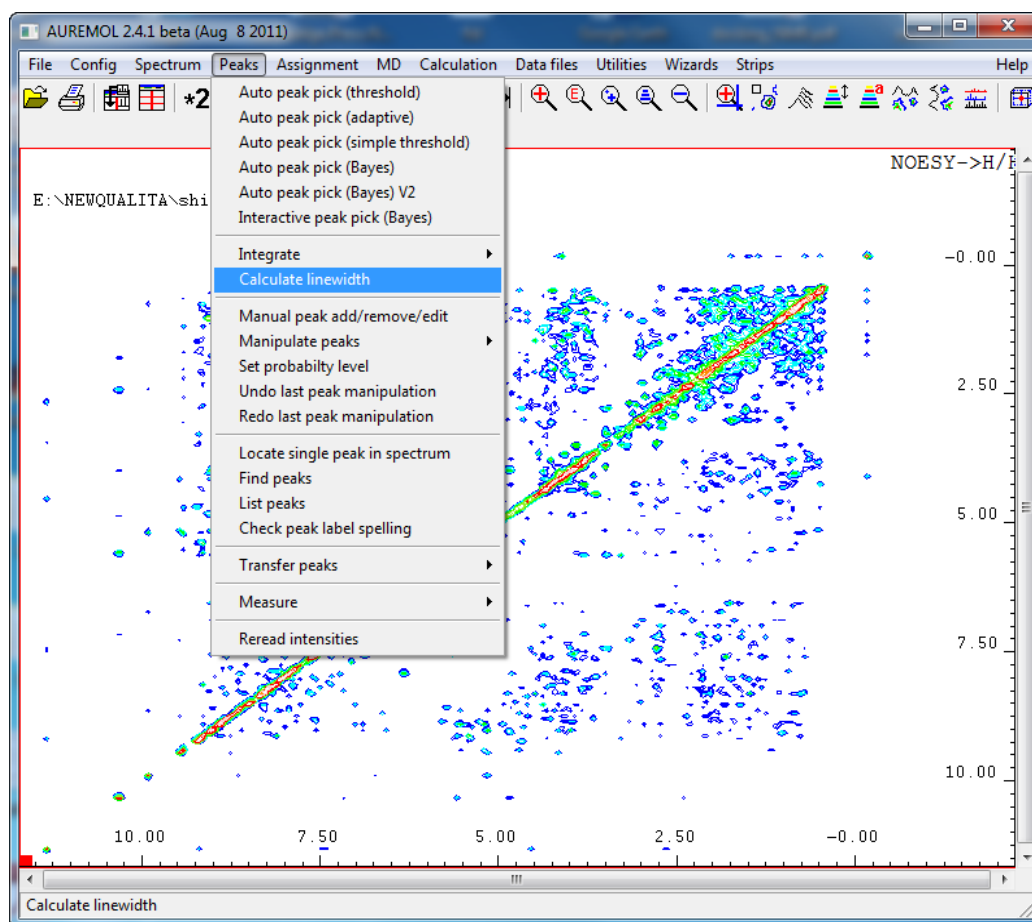 AUREMOL 2.4.1 beta (Aug 8 2011)
File Config Spectrum Peaks Assignment MD Calculation Data files Utilities Wizards Strips Help
*2
Auto peak pick (threshold)
Auto peak pick (adaptive)
Auto peak pick (simple threshold)
Auto peak pick (Bayes)
Auto peak pick (Bayes) V2
Interactive peak pick (Bayes)
Integrate
Calculate linewidth
Manual peak add/remove/edit
Manipulate peaks
Set probabilty level
Undo last peak manipulation
Redo last peak manipulation
Locate single peak in spectrum
Find peaks
List peaks
Check peak label spelling
Transfer peaks
Measure
Reread intensities
NOESY->H/H
E:\NEWQUALITA\shi
-0.00
2.50
5.00
7.50
10.00
10.00 7.50 5.00 2.50 -0.00
Calculate linewidth